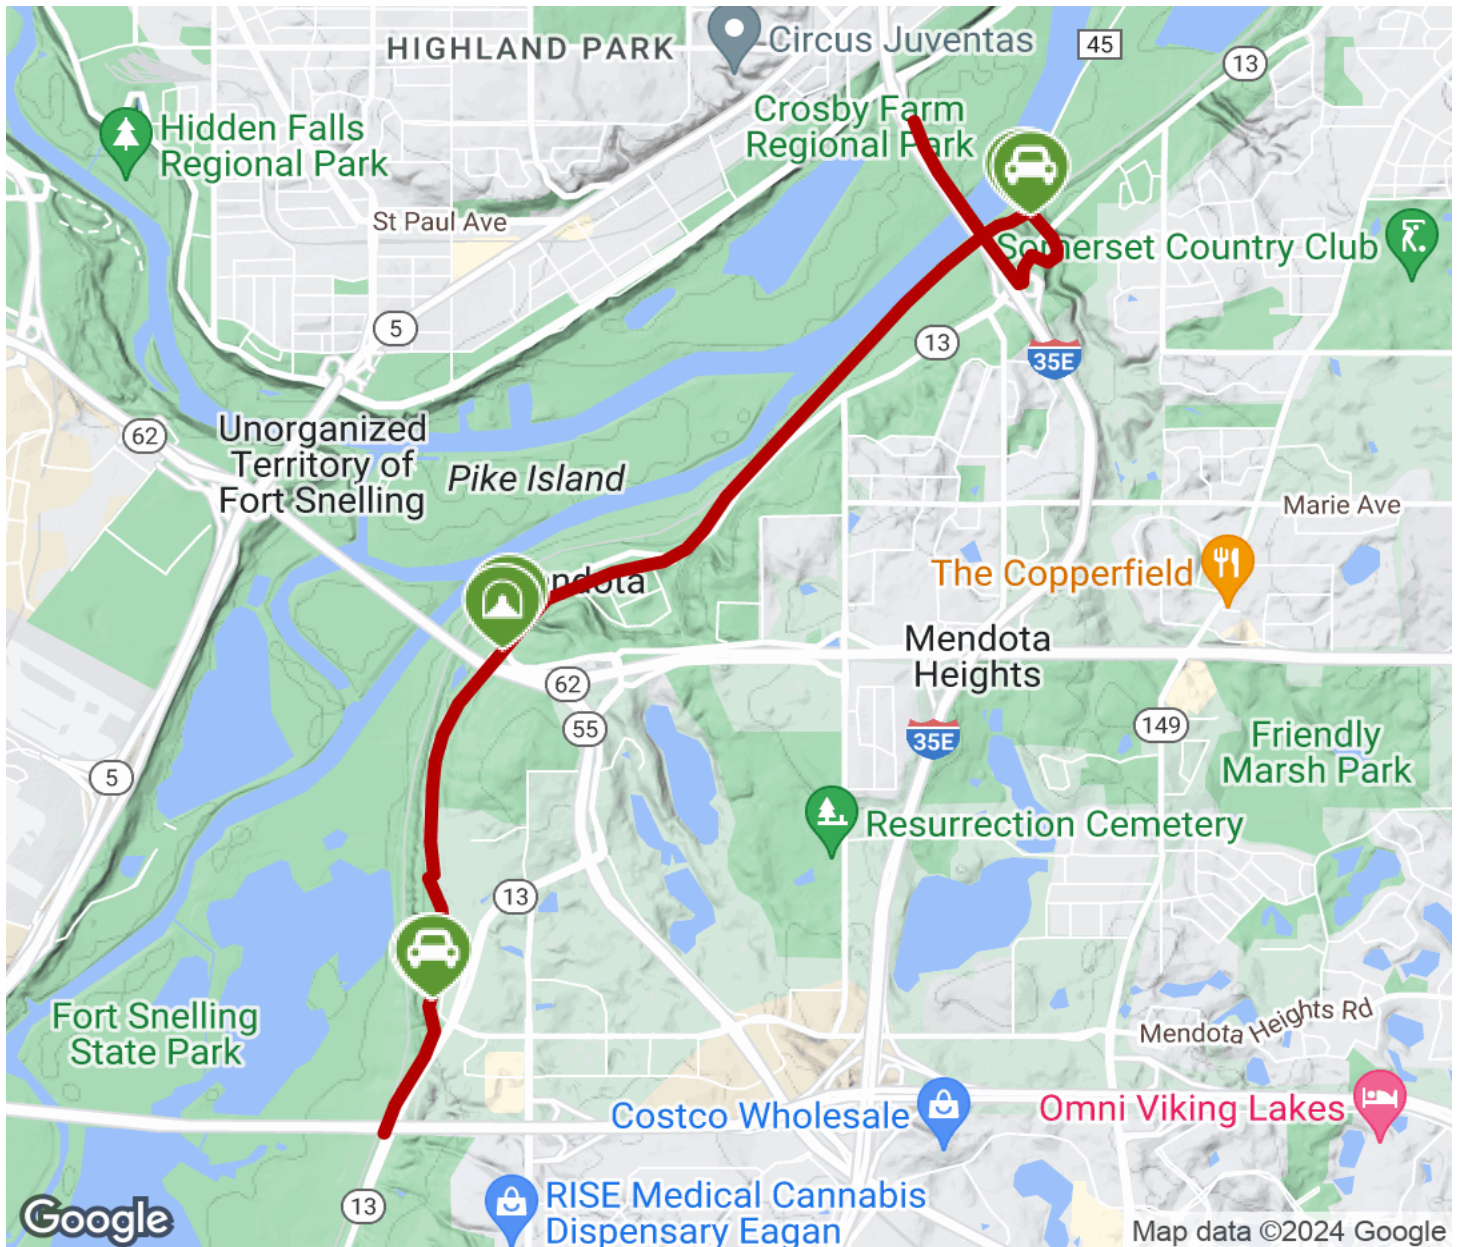 HIGHLAND PARK
Circus Juventas
45
13
Crosby Farm
Regional Park
Hidden Falls
Regional Park
St Paul Ave
Somerset Country Club
5
13
35E
62
Unorganized
Territory of
Fort Snelling
Pike Island
Marie Ave
The Copperfield
endota
Mendota
Heights
62
55
35E
149
Friendly
Marsh Park
5
Resurrection Cemetery
13
Fort Snelling
State Park
Mendota Heights Rd
Costco Wholesale
Omni Viking Lakes
13
RISE Medical Cannabis
Dispensary Eagan
Google
Map data ©2024 Google